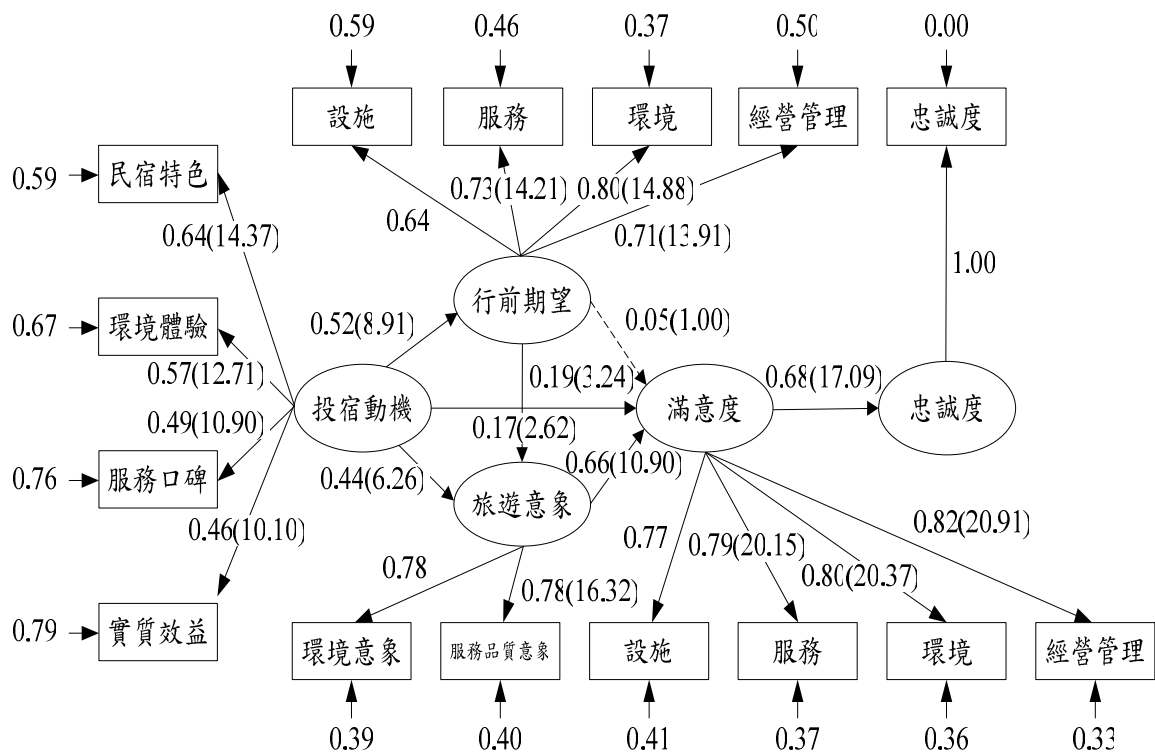 0.59 0.46 0.37 0.50 0.00
設施 服務 環境 經營管理 忠誠度
0.59 民宿特色
0.73(14.21) 0.80(14.88)
0.64(14.37) 0.64 0.71(13.91) 1.00
行前期望
0.67 環境體驗 0.52(8.91) 0.05(1.00)
0.57(12.71) 0.19(3.24) 0.68(17.09)
投宿動機 滿意度 忠誠度
0.49(10.90) 0.17(2.62)
0.76 服務口碑 0.44(6.26) 0.66(10.90)
旅遊意象
0.46(10.10) 0.77 0.79(20.15) 0.82(20.91)
0.78 0.78(16.32) 0.80(20.37)
0.79 實質效益
環境意象 服務品質意象 設施 服務 環境 經營管理
0.39 0.40 0.41 0.37 0.36 0.33